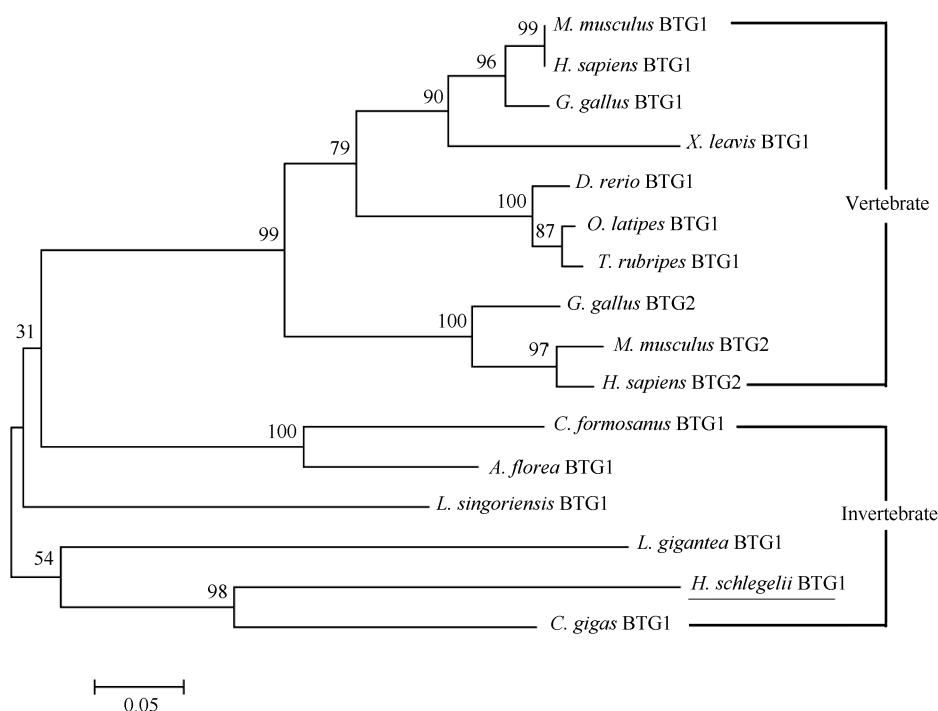 99
M. musculus BTG1
H. sapiens BTG1
96
G. gallus BTG1
90
X. leavis BTG1
79
D. rerio BTG1
100
O. latipes BTG1
87
T. rubripes BTG1
Vertebrate
99
G. gallus BTG2
100
M. musculus BTG2
97
H. sapiens BTG2
31
C. formosanus BTG1
100
A. florea BTG1
L. singoriensis BTG1
Invertebrate
L. gigantea BTG1
54
H. schlegelii BTG1
98
C. gigas BTG1
0.05